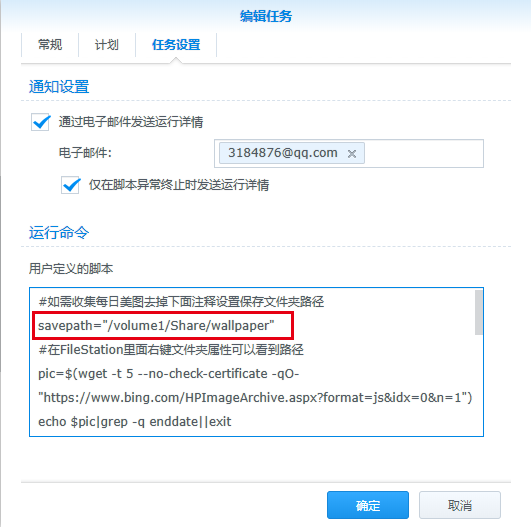 编辑任务
常规 计划 任务设置
通知设置
通过电子邮件发送运行详情
电子邮件: 3184876@qq.com
仅在脚本异常终止时发送运行详情
运行命令
用户定义的脚本
#如需收集每日美图去掉下面注释设置保存文件夹路径
savepath="/volume1/Share/wallpaper"
#在FileStation里面右键文件夹属性可以看到路径
pic=$(wget -t 5 --no-check-certificate -qO-
"https://www.bing.com/HPImageArchive.aspx?format=js&idx=0&n=1")
echo $pic|grep -q enddate||exit
确定 取消